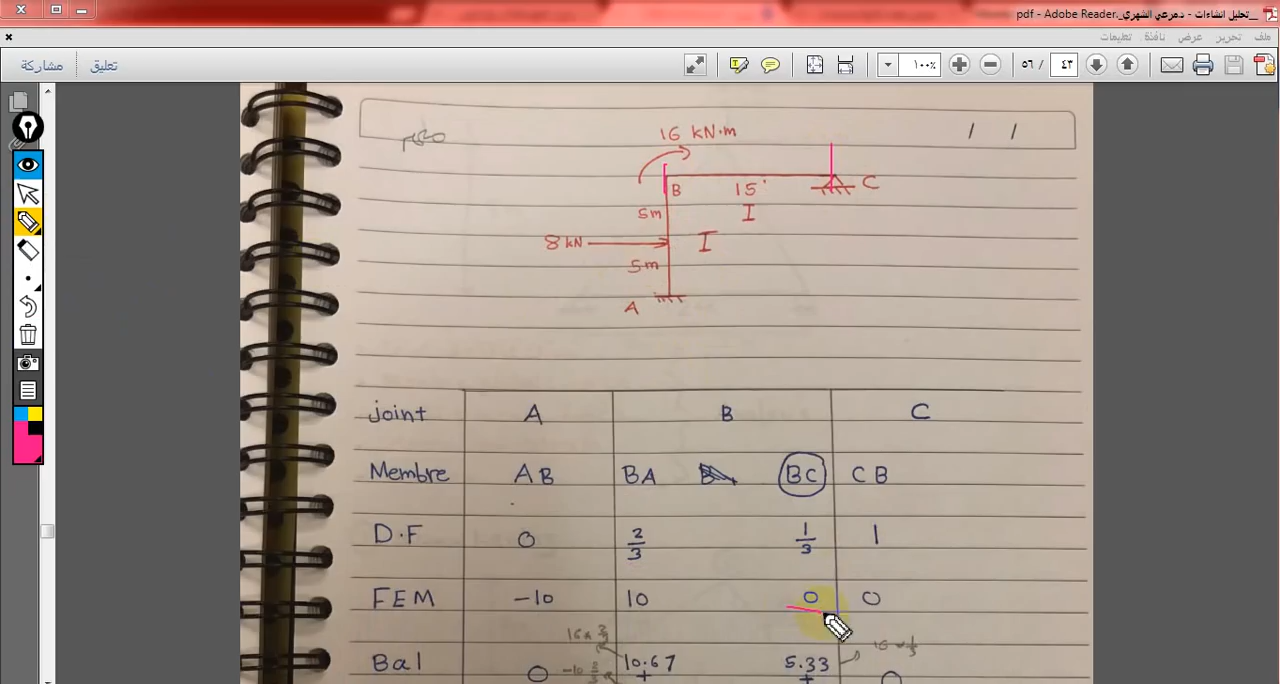 تحليل انشاءات - د.مرعي الشهري_.pdf - Adobe Reader
ملف تحرير عرض نافذة تعليمات
مشاركة تعليق ١٠٠% ٥٦ / ٤٣
16 kN.m
/ /
B 15 C
5m I
8 kN I
5m
A
joint A B C
Membre AB BA BC CB
D.F 0 2/3 1/3 1
FEM -10 10 0 0
Bal 0 10.67 5.33 0
+ +